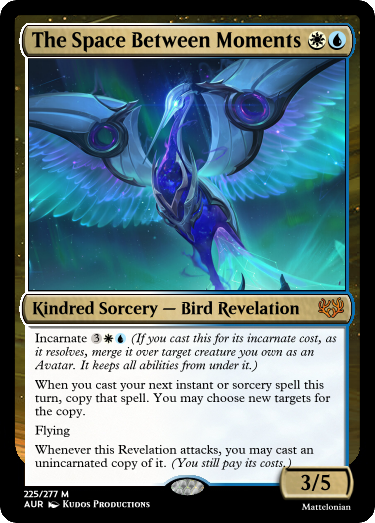 The Space Between Moments
Kindred Sorcery — Bird Revelation
Incarnate 3 (If you cast this for its incarnate cost, as
it resolves, merge it over target creature you own as an
Avatar. It keeps all abilities from under it.)
When you cast your next instant or sorcery spell this
turn, copy that spell. You may choose new targets for
the copy.
Flying
Whenever this Revelation attacks, you may cast an
unincarnated copy of it. (You still pay its costs.)
3/5
225/277 M
AUR Kudos Productions
Mattelonian